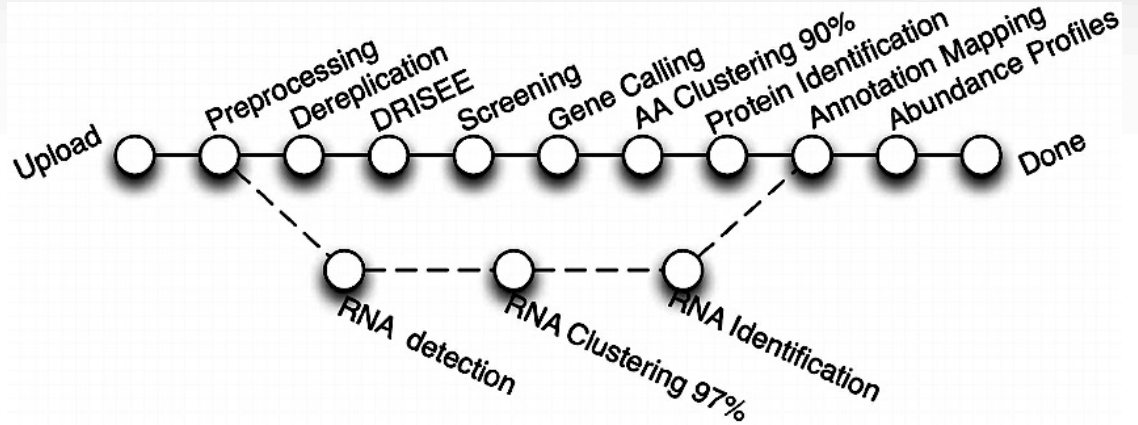 Upload
Preprocessing
Dereplication
DRISEE
Screening
Gene Calling
AA Clustering 90%
Protein Identification
Annotation Mapping
Abundance Profiles
Done
RNA detection
RNA Clustering 97%
RNA Identification